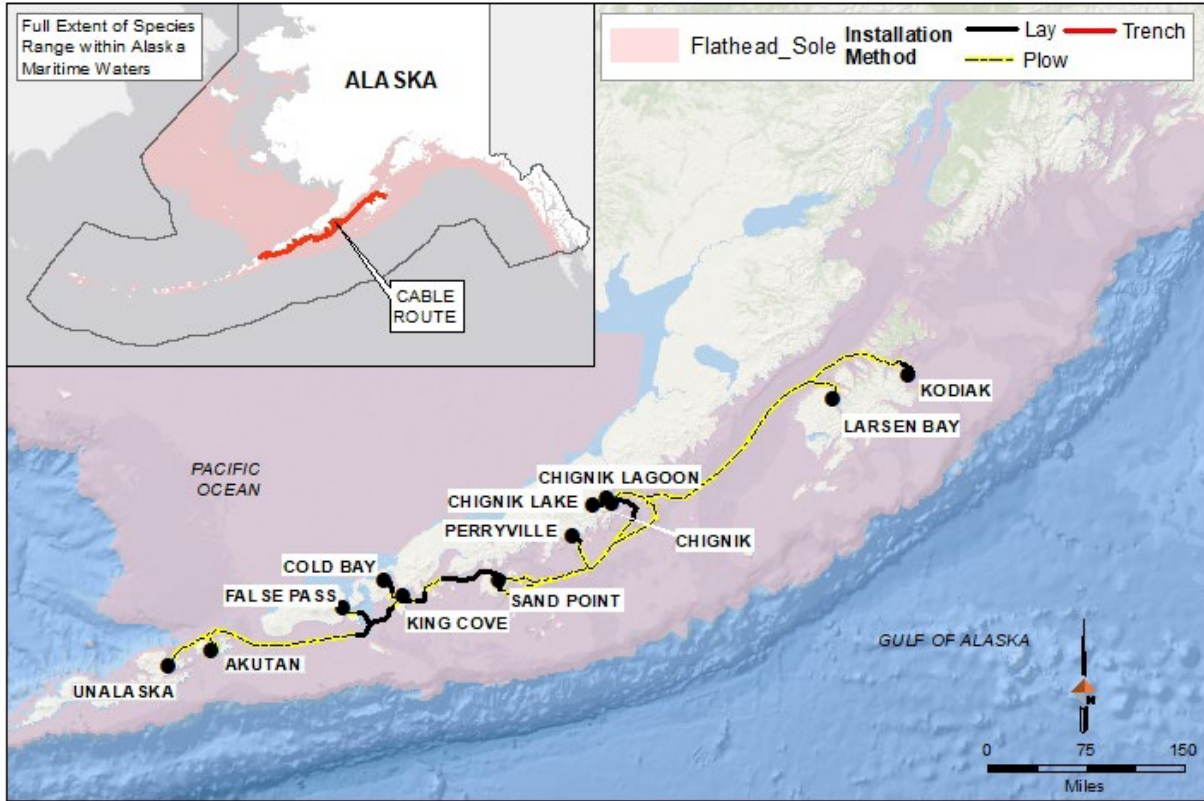 Full Extent of Species
Range within Alaska
Maritime Waters
ALASKA
CABLE
ROUTE
Flathead_Sole
Installation
Method
Lay
Trench
Plow
KODIAK
LARSEN BAY
PACIFIC
OCEAN
CHIGNIK LAGOON
CHIGNIK LAKE
PERRYVILLE
CHIGNIK
COLD BAY
FALSE PASS
SAND POINT
KING COVE
AKUTAN
UNALASKA
GULF OF ALASKA
N
0 75 150
Miles